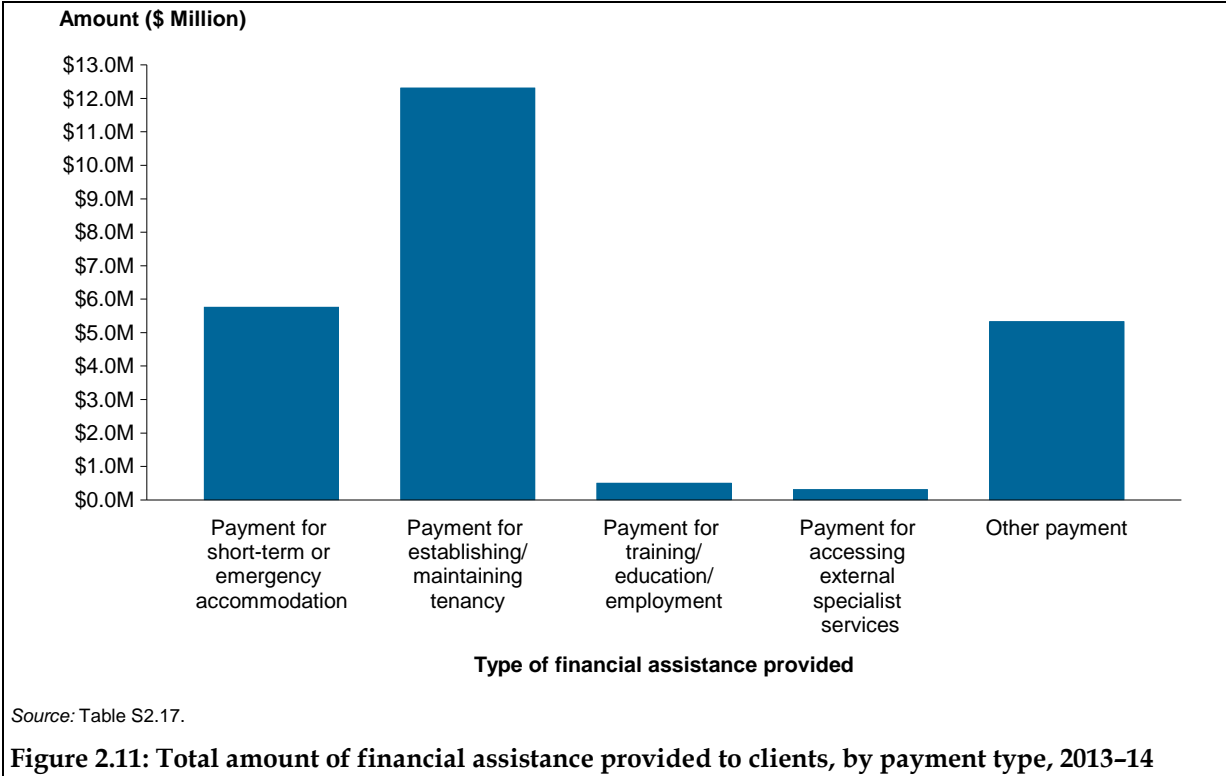 Amount ($ Million)
$13.0M
$12.0M
$11.0M
$10.0M
$9.0M
$8.0M
$7.0M
$6.0M
$5.0M
$4.0M
$3.0M
$2.0M
$1.0M
$0.0M
Payment for
short-term or
emergency
accommodation
Payment for
establishing/
maintaining
tenancy
Payment for
training/
education/
employment
Payment for
accessing
external
specialist
services
Other payment
Type of financial assistance provided
Source: Table S2.17.
Figure 2.11: Total amount of financial assistance provided to clients, by payment type, 2013–14